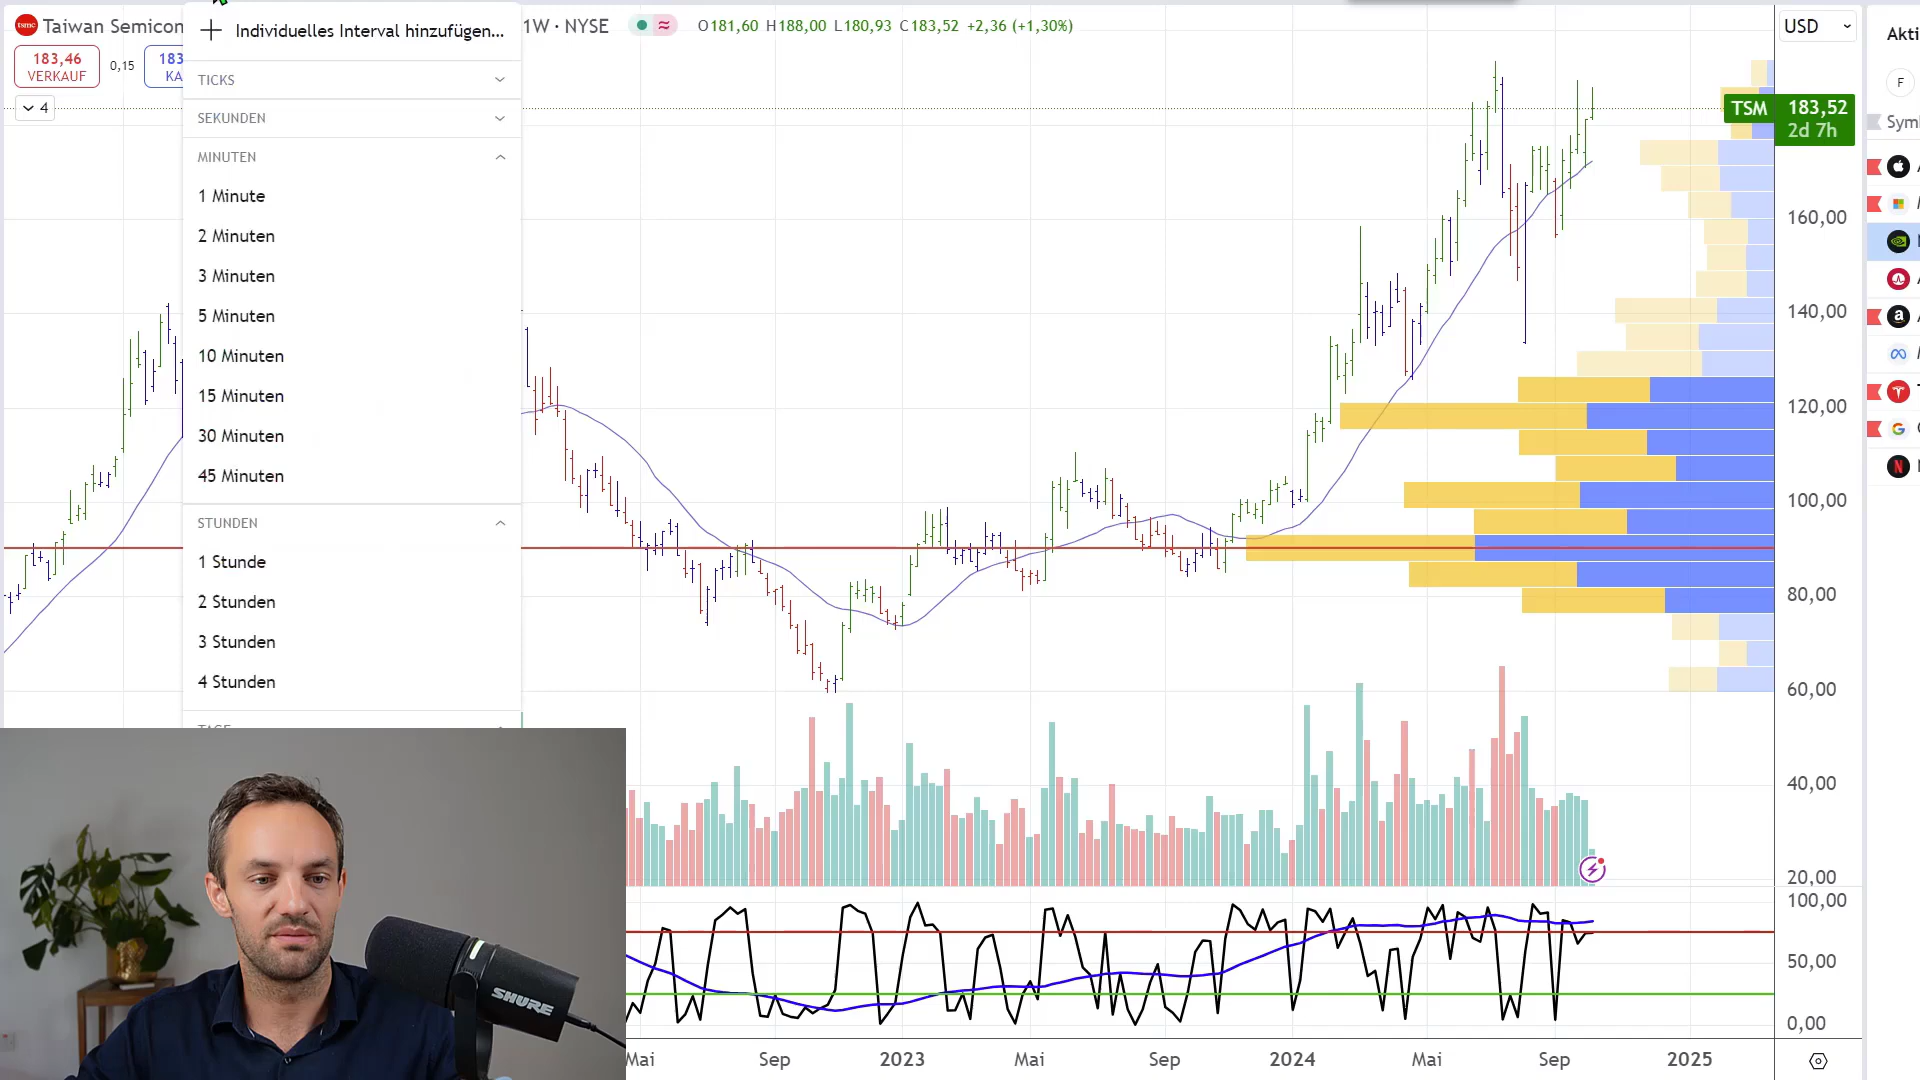 tsmc Taiwan Semicon
1W · NYSE
O181,60 H188,00 L180,93 C183,52 +2,36 (+1,30%)
USD
Akti
183,46
VERKAUF
0,15
183
KA
4
Individuelles Interval hinzufügen...
TICKS
SEKUNDEN
MINUTEN
1 Minute
2 Minuten
3 Minuten
5 Minuten
10 Minuten
15 Minuten
30 Minuten
45 Minuten
STUNDEN
1 Stunde
2 Stunden
3 Stunden
4 Stunden
TSM 183,52
2d 7h
160,00
140,00
120,00
100,00
80,00
60,00
40,00
20,00
100,00
50,00
0,00
Mai
Sep
2023
Mai
Sep
2024
Mai
Sep
2025
F
Sym
SHURE